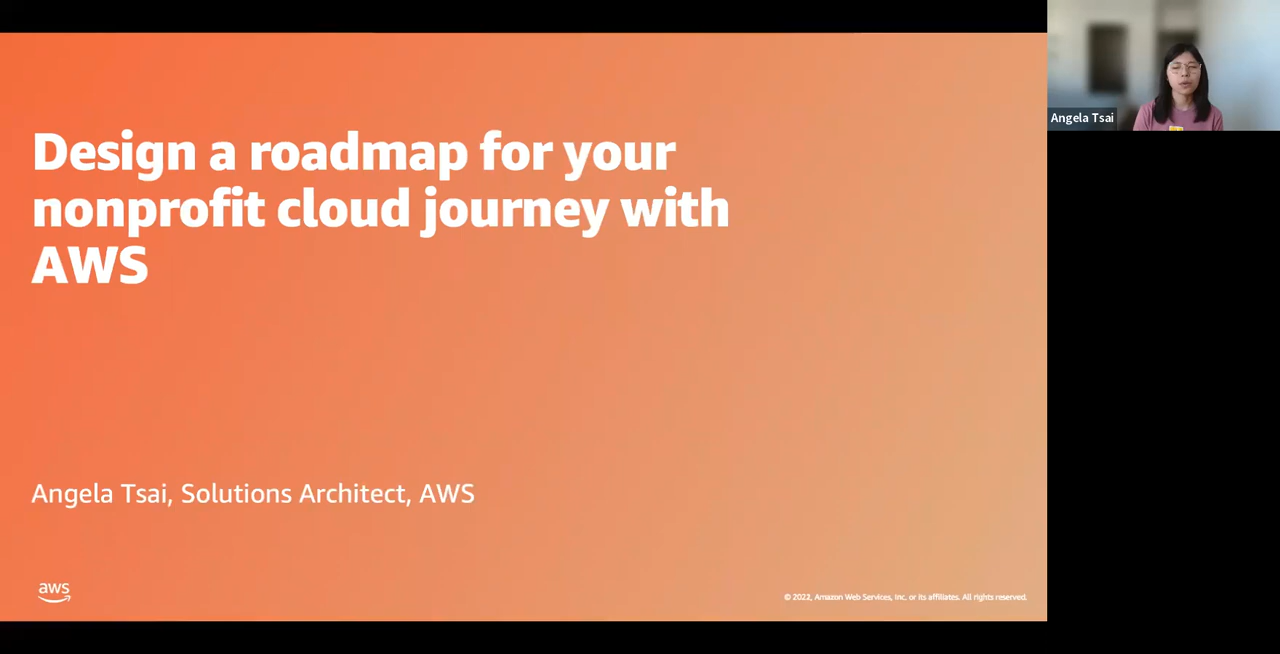 Design a roadmap for your
nonprofit cloud journey with
AWS
Angela Tsai, Solutions Architect, AWS
aws
© 2022, Amazon Web Services, Inc. or its affiliates. All rights reserved.
Angela Tsai